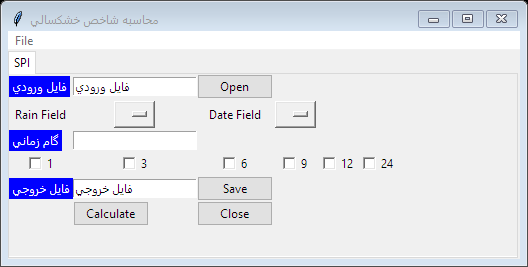 محاسبه شاخص خشكسالي
File
SPI
فايل ورودي فايل ورودي Open
Rain Field Date Field
گام زماني
1 3 6 9 12 24
فايل خروجي فايل خروجي Save
Calculate Close